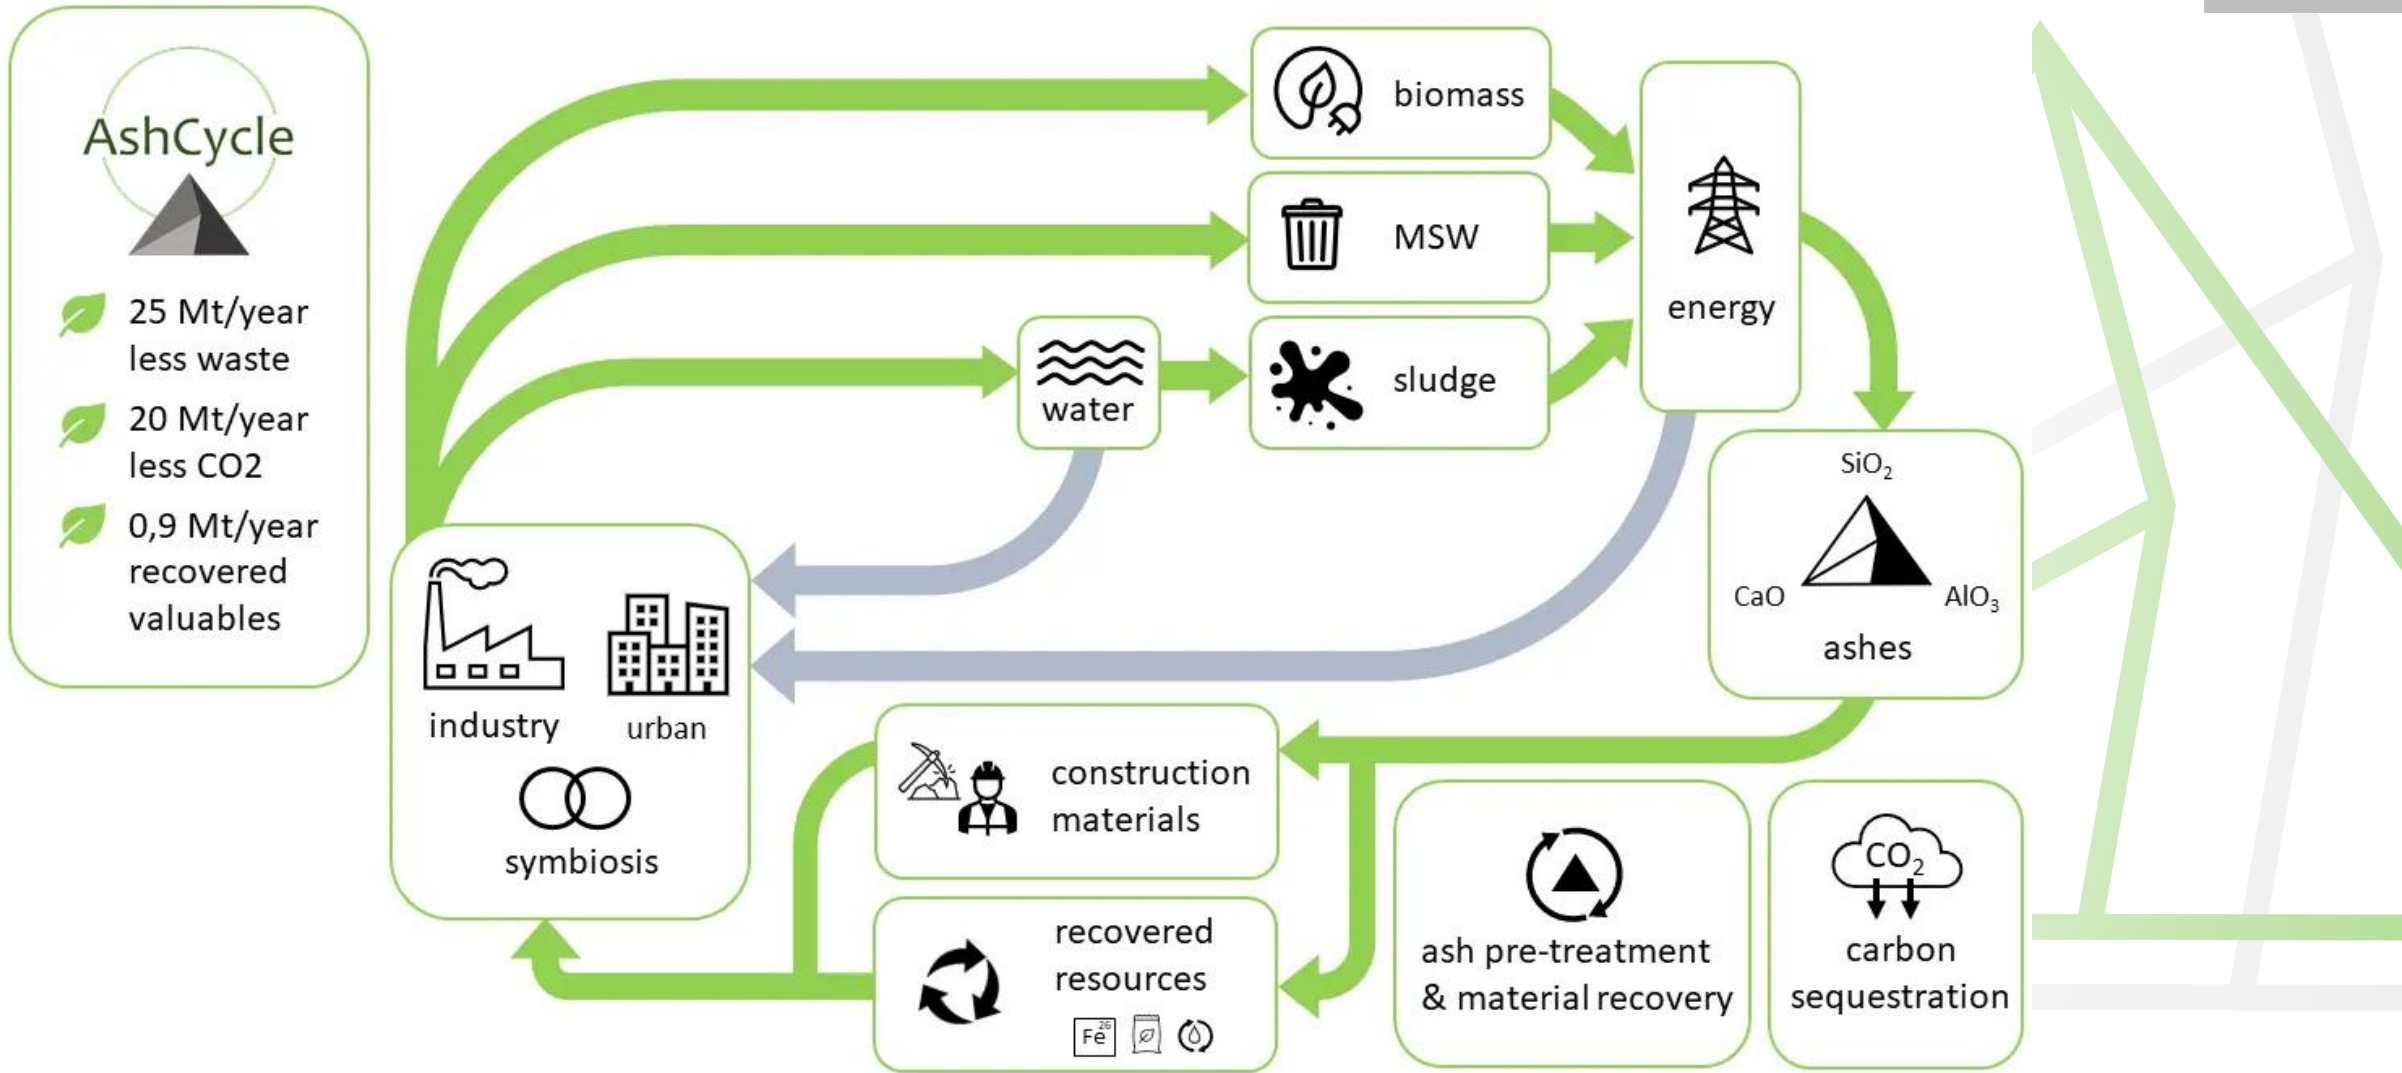 AshCycle
25 Mt/year
less waste
20 Mt/year
less CO2
0,9 Mt/year
recovered
valuables
biomass
MSW
water
sludge
energy
SiO₂
CaO
AlO₃
ashes
industry
urban
symbiosis
construction
materials
recovered
resources
Fe 26
ash pre-treatment
& material recovery
CO₂
carbon
sequestration